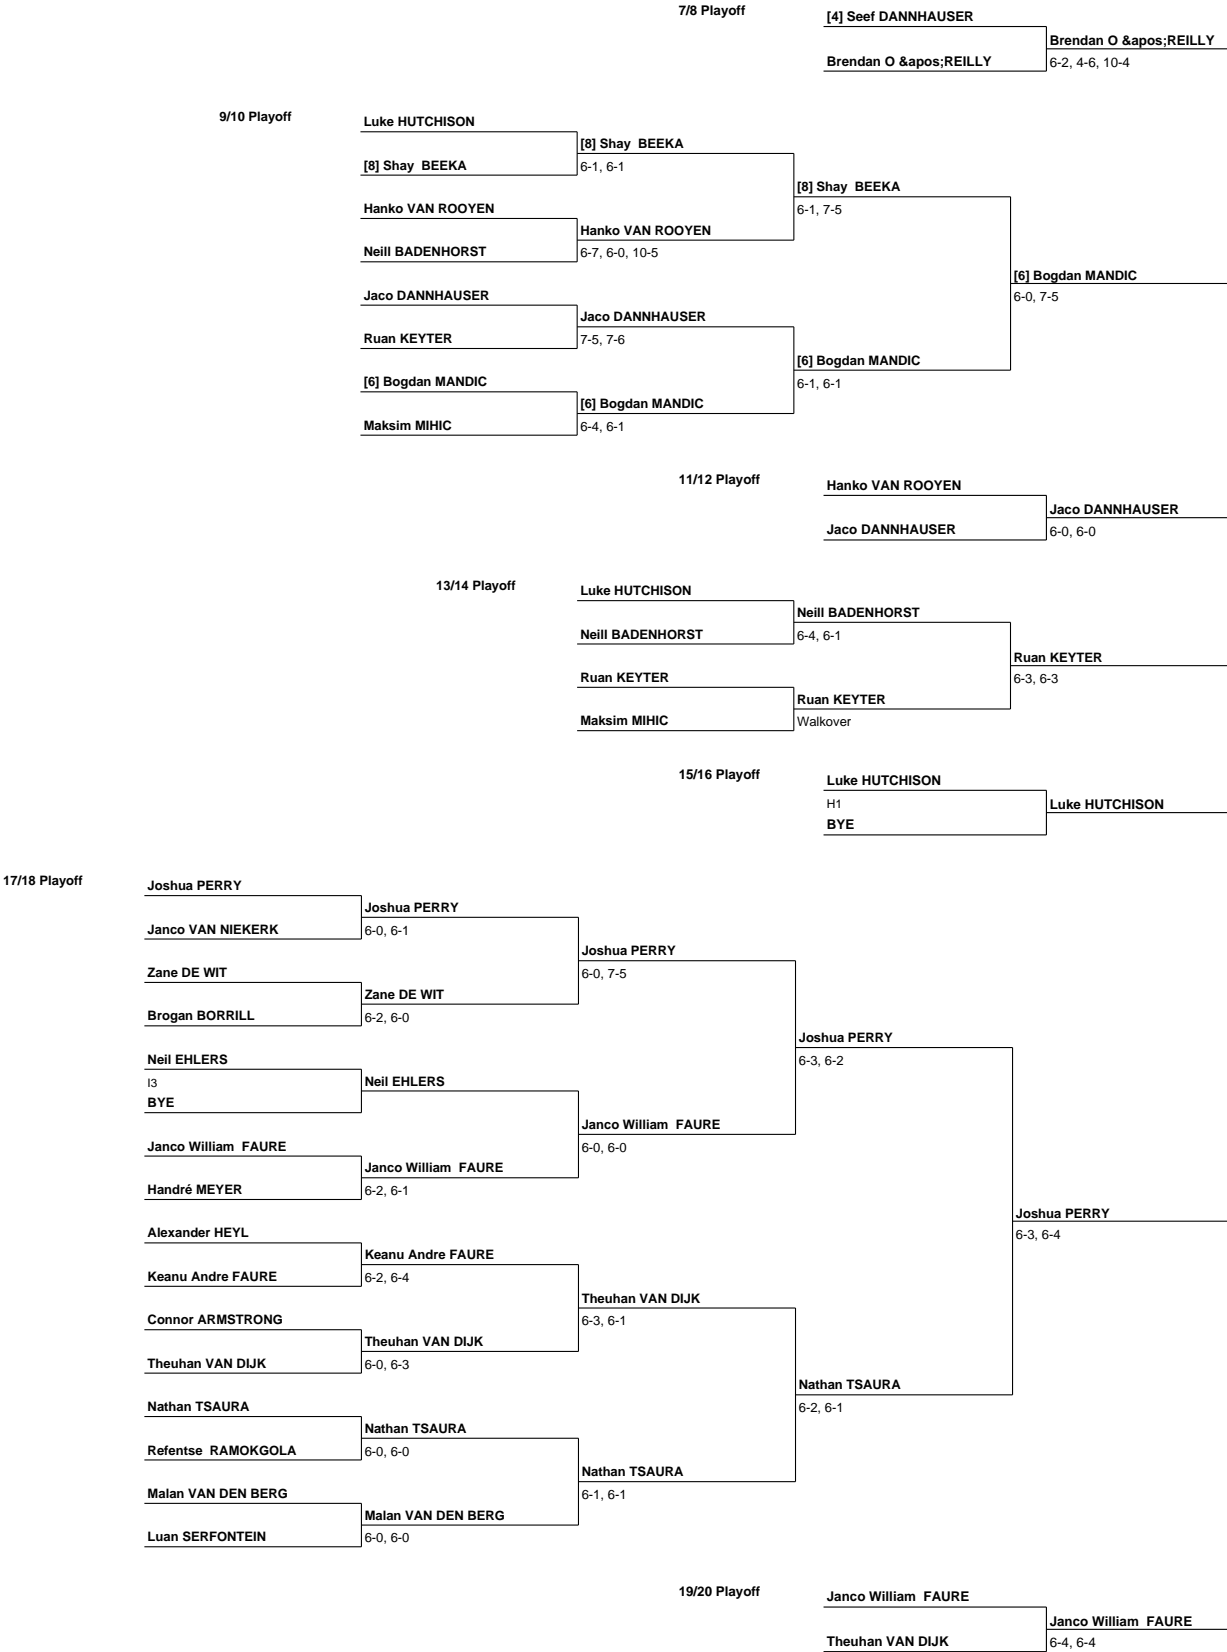 7/8 Playoff
[4] Seef DANNHAUSER
Brendan O &apos;REILLY
Brendan O &apos;REILLY
6-2, 4-6, 10-4
9/10 Playoff
Luke HUTCHISON
[8] Shay  BEEKA
[8] Shay  BEEKA
6-1, 6-1
[8] Shay  BEEKA
Hanko VAN ROOYEN
6-1, 7-5
Hanko VAN ROOYEN
Neill BADENHORST
6-7, 6-0, 10-5
[6] Bogdan MANDIC
Jaco DANNHAUSER
6-0, 7-5
Jaco DANNHAUSER
Ruan KEYTER
7-5, 7-6
[6] Bogdan MANDIC
[6] Bogdan MANDIC
6-1, 6-1
[6] Bogdan MANDIC
Maksim MIHIC
6-4, 6-1
11/12 Playoff
Hanko VAN ROOYEN
Jaco DANNHAUSER
Jaco DANNHAUSER
6-0, 6-0
13/14 Playoff
Luke HUTCHISON
Neill BADENHORST
Neill BADENHORST
6-4, 6-1
Ruan KEYTER
Ruan KEYTER
6-3, 6-3
Ruan KEYTER
Maksim MIHIC
Walkover
15/16 Playoff
Luke HUTCHISON
H1
Luke HUTCHISON
BYE
17/18 Playoff
Joshua PERRY
Joshua PERRY
Janco VAN NIEKERK
6-0, 6-1
Joshua PERRY
Zane DE WIT
6-0, 7-5
Zane DE WIT
Brogan BORRILL
6-2, 6-0
Joshua PERRY
Neil EHLERS
6-3, 6-2
I3
Neil EHLERS
BYE
Janco William  FAURE
Janco William  FAURE
6-0, 6-0
Janco William  FAURE
Handré MEYER
6-2, 6-1
Joshua PERRY
Alexander HEYL
6-3, 6-4
Keanu Andre FAURE
Keanu Andre FAURE
6-2, 6-4
Theuhan VAN DIJK
Connor ARMSTRONG
6-3, 6-1
Theuhan VAN DIJK
Theuhan VAN DIJK
6-0, 6-3
Nathan TSAURA
Nathan TSAURA
6-2, 6-1
Nathan TSAURA
Refentse  RAMOKGOLA
6-0, 6-0
Nathan TSAURA
Malan VAN DEN BERG
6-1, 6-1
Malan VAN DEN BERG
Luan SERFONTEIN
6-0, 6-0
19/20 Playoff
Janco William  FAURE
Janco William  FAURE
Theuhan VAN DIJK
6-4, 6-4